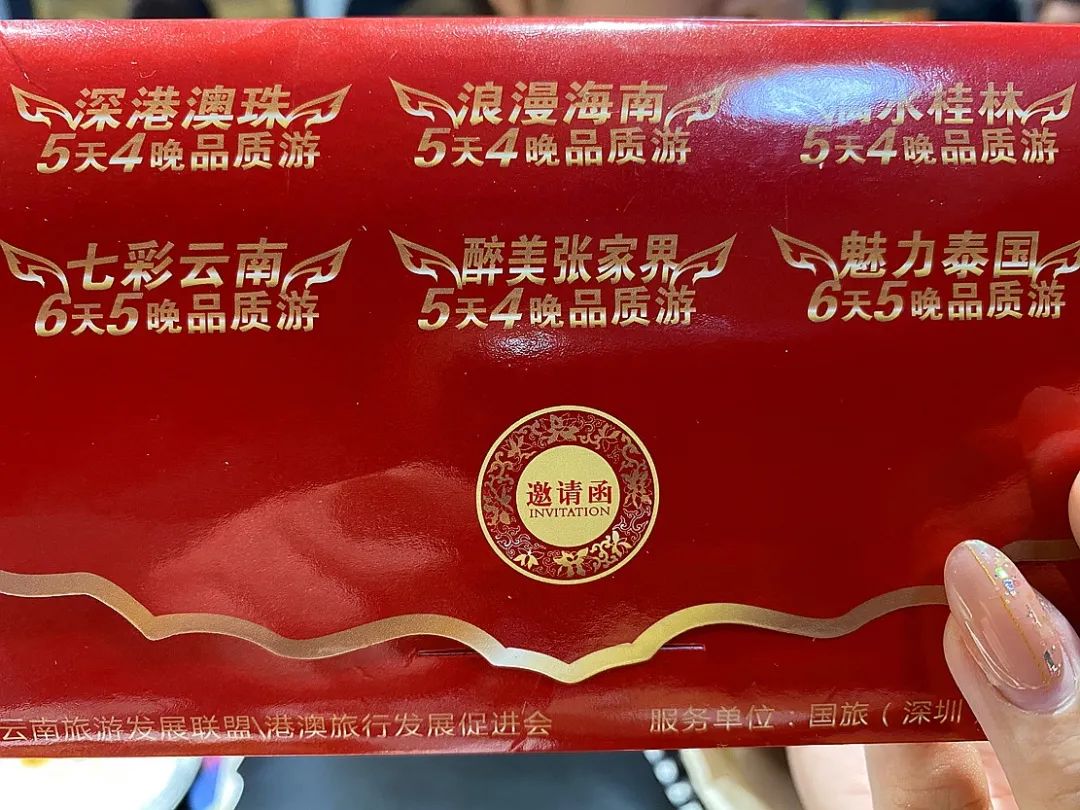 深港澳珠
5天4晚品质游
浪漫海南
5天4晚品质游
水桂林
5天4晚品质游
七彩云南
6天5晚品质游
醉美张家界
5天4晚品质游
魅力泰国
6天5晚品质游
邀请函
INVITATION
云南旅游发展联盟\港澳旅行发展促进会
服务单位：国旅（深圳